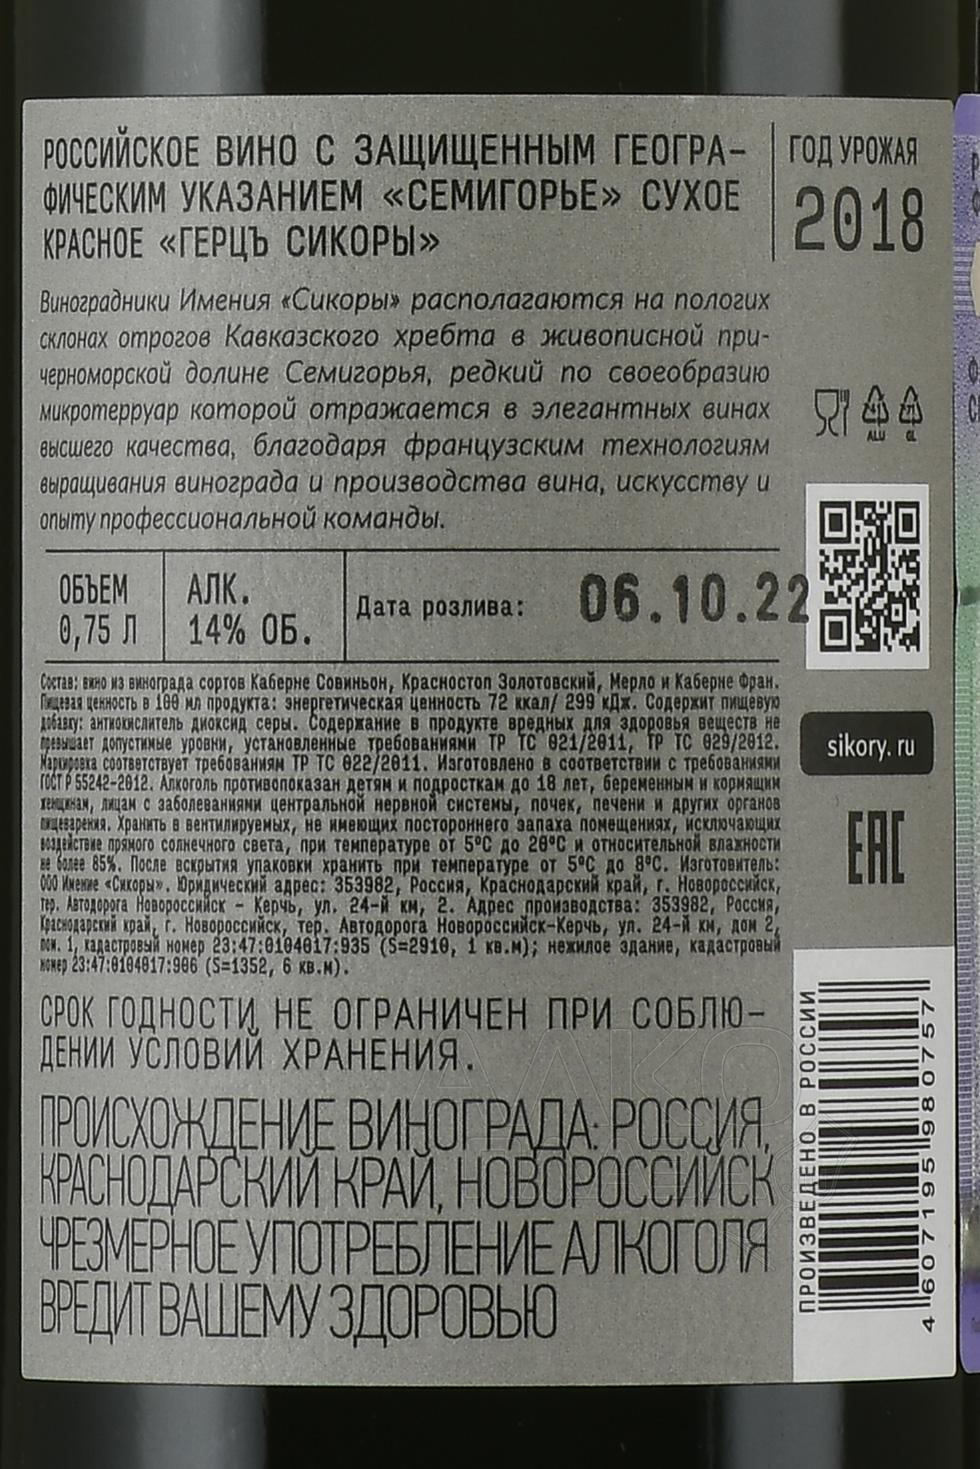 РОССИЙСКОЕ ВИНО С ЗАЩИЩЕННЫМ ГЕОГРА-
ФИЧЕСКИМ УКАЗАНИЕМ «СЕМИГОРЬЕ» СУХОЕ
КРАСНОЕ «ГЕРЦЪ СИКОРЫ»
ГОД УРОЖАЯ
2018
Виноградники Имения «Сикоры» располагаются на пологих
склонах отрогов Кавказского хребта в живописной при-
черноморской долине Семигорья, редкий по своеобразию
микротерруар которой отражается в элегантных винах
высшего качества, благодаря французским технологиям
выращивания винограда и производства вина, искусству и
опыту профессиональной команды.
ALU
GL
ОБЪЕМ
0,75 Л
АЛК.
14% ОБ.
Дата розлива: 06.10.22
Состав: вино из винограда сортов Каберне Совиньон, Красностоп Золотовский, Мерло и Каберне Фран.
Пищевая ценность в 100 мл продукта: энергетическая ценность 72 ккал/ 299 кДж. Содержит пищевую
добавку: антиокислитель диоксид серы. Содержание в продукте вредных для здоровья веществ не
превышает допустимые уровни, установленные требованиями ТР ТС 021/2011, ТР ТС 029/2012.
Маркировка соответствует требованиям ТР ТС 022/2011. Изготовлено в соответствии с требованиями
ГОСТ Р 55242-2012. Алкоголь противопоказан детям и подросткам до 18 лет, беременным и кормящим
женщинам, лицам с заболеваниями центральной нервной системы, почек, печени и других органов
пищеварения. Хранить в вентилируемых, не имеющих постороннего запаха помещениях, исключающих
воздействие прямого солнечного света, при температуре от 5°С до 20°С и относительной влажности
не более 85%. После вскрытия упаковки хранить при температуре от 5°С до 8°С. Изготовитель:
ООО Имение «Сикоры». Юридический адрес: 353982, Россия, Краснодарский край, г. Новороссийск,
тер. Автодорога Новороссийск - Керчь, ул. 24-й км, 2. Адрес производства: 353982, Россия,
Краснодарский край, г. Новороссийск, тер. Автодорога Новороссийск-Керчь, ул. 24-й км, дом 2,
пом. 1, кадастровый номер 23:47:0104017:935 (S=2910, 1 кв.м); нежилое здание, кадастровый
номер 23:47:0104017:906 (S=1352, 6 кв.м).
sikory.ru
ЕАС
СРОК ГОДНОСТИ НЕ ОГРАНИЧЕН ПРИ СОБЛЮ-
ДЕНИИ УСЛОВИЙ ХРАНЕНИЯ.
ПРОИСХОЖДЕНИЕ ВИНОГРАДА: РОССИЯ,
КРАСНОДАРСКИЙ КРАЙ, НОВОРОССИЙСК
ЧРЕЗМЕРНОЕ УПОТРЕБЛЕНИЕ АЛКОГОЛЯ
ВРЕДИТ ВАШЕМУ ЗДОРОВЬЮ
ПРОИЗВЕДЕНО В РОССИИ
4 607195 980757